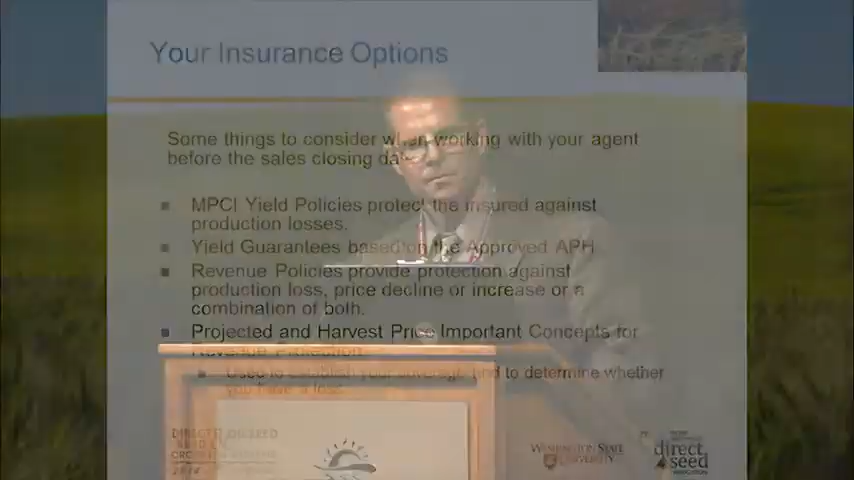 Your Insurance Options
Some things to consider when working with your agent
before the sales closing da
MPCI Yield Policies protect the insured against
production losses.
Yield Guarantees based on the Approved APH
Revenue Policies provide protection against
production loss, price decline or increase or a
combination of both.
Projected and Harvest Price Important Concepts for
Revenue Protection
Used to establish your coverage and to determine whether
you have a loss
WASHINGTON STATE
UNIVERSITY
direct
seed